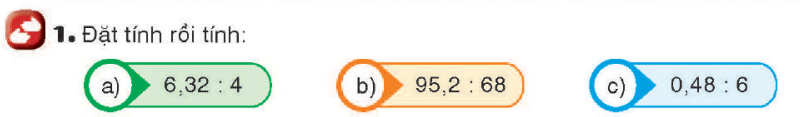 1. Đặt tính rồi tính:
a) 6,32 : 4 b) 95,2 : 68 c) 0,48 : 6